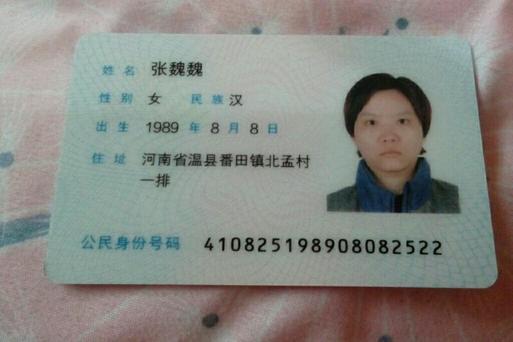 姓名 张魏魏
性别 女 民族 汉
出生 1989 年 8 月 8 日
住址 河南省温县番田镇北孟村
一排
公民身份号码 410825198908082522